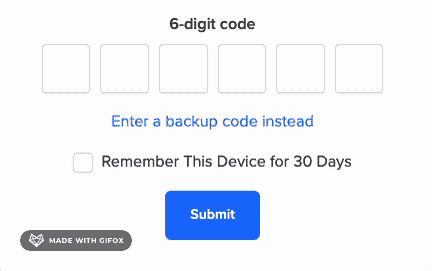 6-digit code
Enter a backup code instead
Remember This Device for 30 Days
Submit
MADE WITH GIFOX